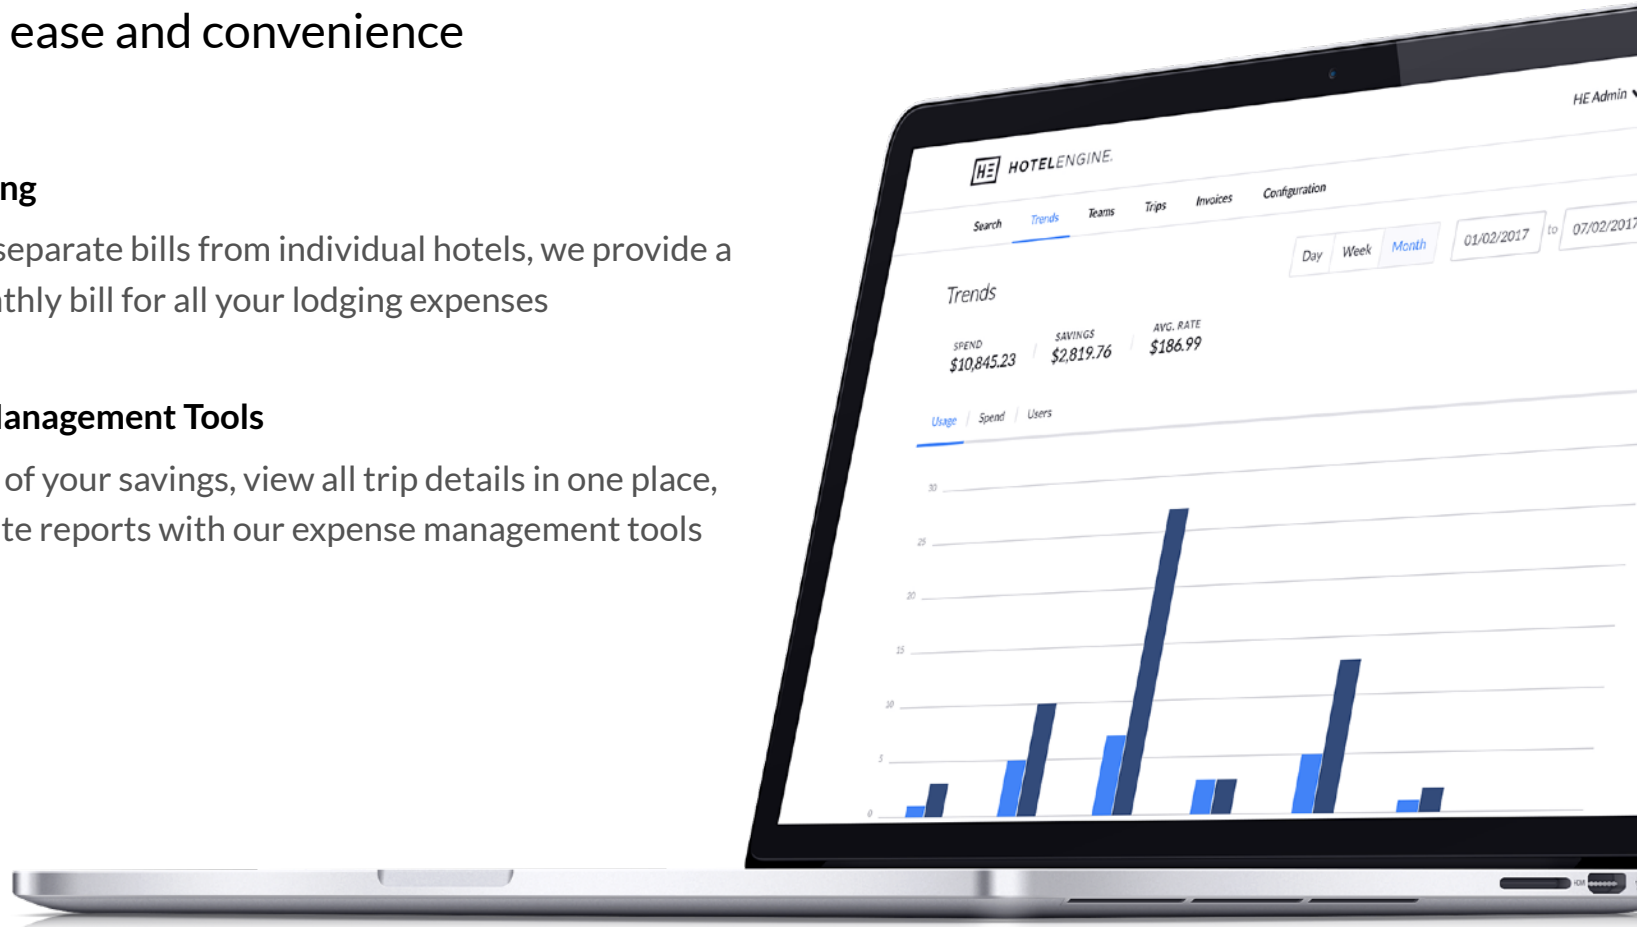 ease and convenience
ng
separate bills from individual hotels, we provide a
thly bill for all your lodging expenses
anagement Tools
of your savings, view all trip details in one place,
te reports with our expense management tools
HE Admin
HE HOTELENGINE.
Search Trends Teams Trips Invoices Configuration
Day Week Month 01/02/2017 to 07/02/2017
Trends
SPEND SAVINGS AVG. RATE
$10,845.23 $2,819.76 $186.99
Usage Spend Users
30
25
20
15
10
5
0
HDMI